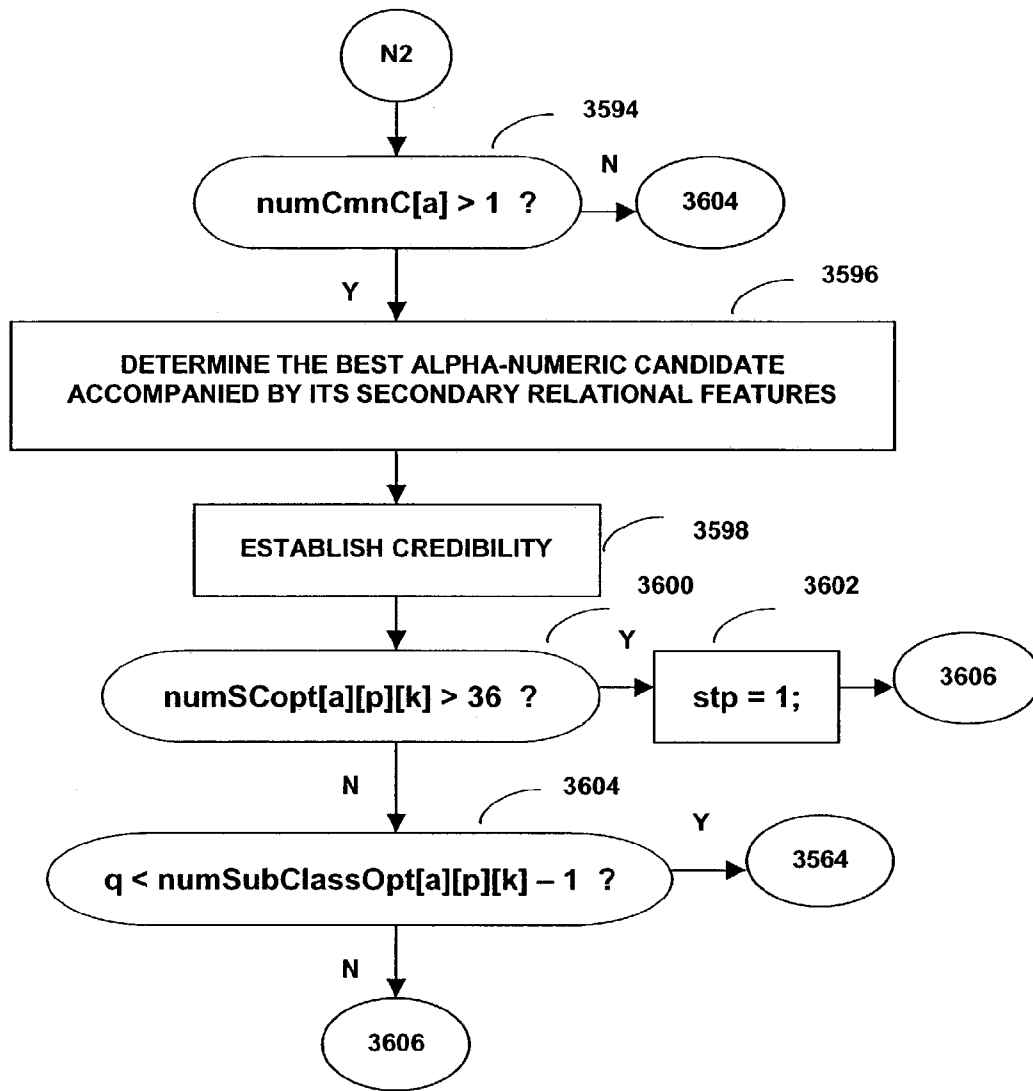 N2
3594
numCmnC[a] > 1 ?
N
3604
Y
3596
DETERMINE THE BEST ALPHA-NUMERIC CANDIDATE
ACCOMPANIED BY ITS SECONDARY RELATIONAL FEATURES
ESTABLISH CREDIBILITY
3598
3600
3602
numSCopt[a][p][k] > 36 ?
Y
stp = 1;
3606
N
3604
q < numSubClassOpt[a][p][k] – 1 ?
Y
3564
N
3606